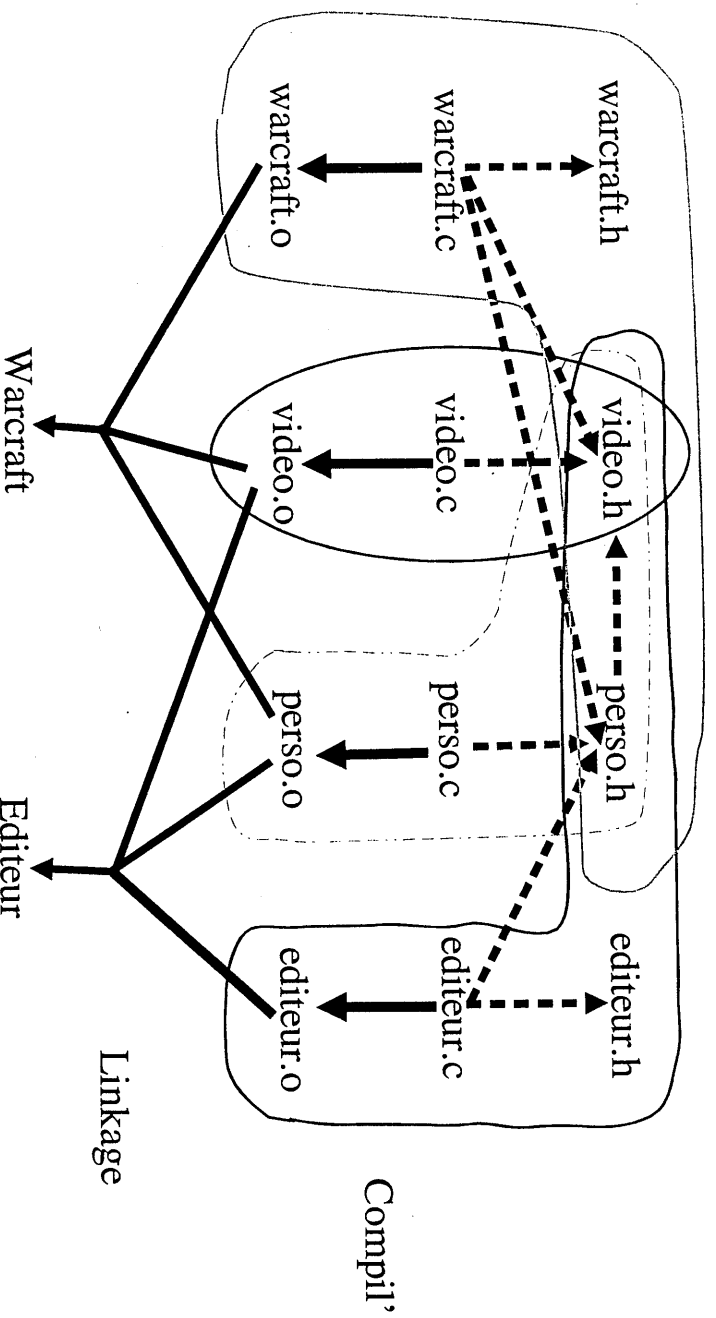 warcraft.h
video.h
perso.h
editeur.h
warcraft.c
video.c
perso.c
editeur.c
Compil'
warcraft.o
video.o
perso.o
editeur.o
Linkage
Warcraft
Editeur